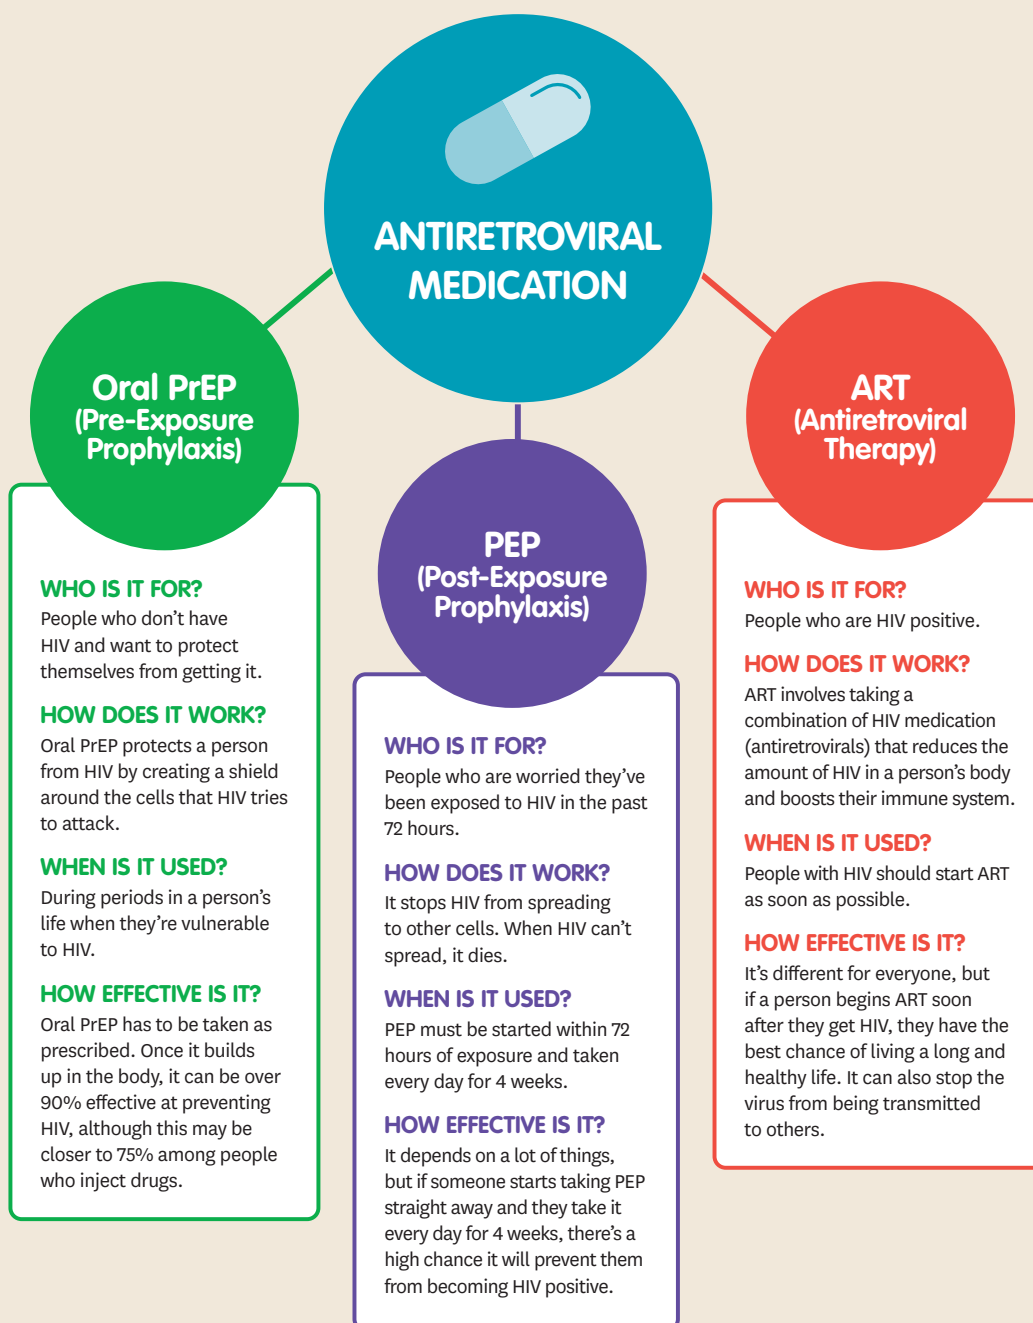 ANTIRETROVIRAL
MEDICATION
Oral PrEP
(Pre-Exposure
Prophylaxis)
WHO IS IT FOR?
People who don’t have
HIV and want to protect
themselves from getting it.
HOW DOES IT WORK?
Oral PrEP protects a person
from HIV by creating a shield
around the cells that HIV tries
to attack.
WHEN IS IT USED?
During periods in a person’s
life when they’re vulnerable
to HIV.
HOW EFFECTIVE IS IT?
Oral PrEP has to be taken as
prescribed. Once it builds
up in the body, it can be over
90% effective at preventing
HIV, although this may be
closer to 75% among people
who inject drugs.
PEP
(Post-Exposure
Prophylaxis)
WHO IS IT FOR?
People who are worried they’ve
been exposed to HIV in the past
72 hours.
HOW DOES IT WORK?
It stops HIV from spreading
to other cells. When HIV can’t
spread, it dies.
WHEN IS IT USED?
PEP must be started within 72
hours of exposure and taken
every day for 4 weeks.
HOW EFFECTIVE IS IT?
It depends on a lot of things,
but if someone starts taking PEP
straight away and they take it
every day for 4 weeks, there’s a
high chance it will prevent them
from becoming HIV positive.
ART
(Antiretroviral
Therapy)
WHO IS IT FOR?
People who are HIV positive.
HOW DOES IT WORK?
ART involves taking a
combination of HIV medication
(antiretrovirals) that reduces the
amount of HIV in a person’s body
and boosts their immune system.
WHEN IS IT USED?
People with HIV should start ART
as soon as possible.
HOW EFFECTIVE IS IT?
It’s different for everyone, but
if a person begins ART soon
after they get HIV, they have the
best chance of living a long and
healthy life. It can also stop the
virus from being transmitted
to others.